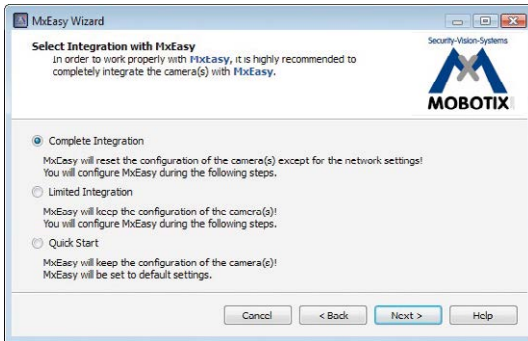 MxEasy Wizard
Select Integration with MxEasy
In order to work properly with MxEasy, it is highly recommended to
completely integrate the camera(s) with MxEasy.
Security-Vision-Systems
MOBOTIX
Complete Integration
MxEasy will reset the configuration of the camera(s) except for the network settings!
You will configure MxEasy during the following steps.
Limited Integration
MxEasy will keep the configuration of the camera(s)!
You will configure MxEasy during the following steps.
Quick Start
MxEasy will keep the configuration of the camera(s)!
MxEasy will be set to default settings.
Cancel
< Back
Next >
Help